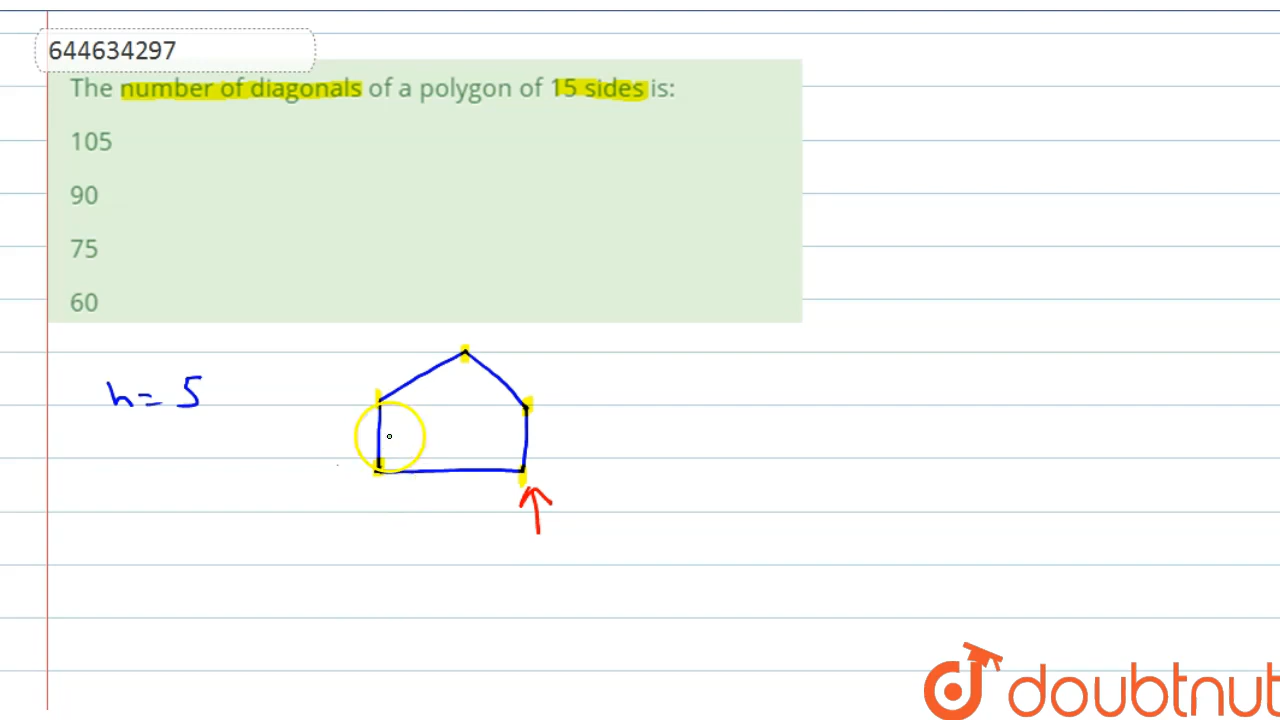 644634297
The number of diagonals of a polygon of 15 sides is:
105
90
75
60
n = 5
doubtnut